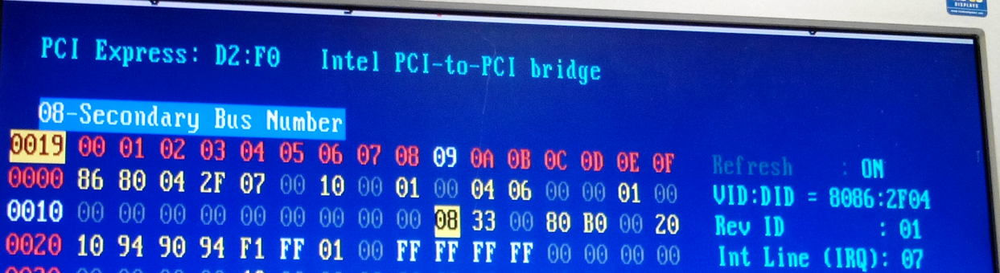 DISPLAYS
PCI Express: D2:F0 Intel PCI-to-PCI bridge
08-Secondary Bus Number
0019 00 01 02 03 04 05 06 07 08 09 0A 0B 0C 0D 0E 0F Refresh : ON
0000 86 80 04 2F 07 00 10 00 01 00 04 06 00 00 01 00 VID:DID = 8086:2F04
0010 00 00 00 00 00 00 00 00 00 08 33 00 80 B0 00 20 Rev ID : 01
0020 10 94 90 94 F1 FF 01 00 FF FF FF FF 00 00 00 00 Int Line (IRQ): 07